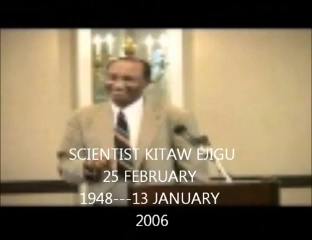 SCIENTIST KITAW EJIGU
25 FEBRUARY
1948---13 JANUARY
2006